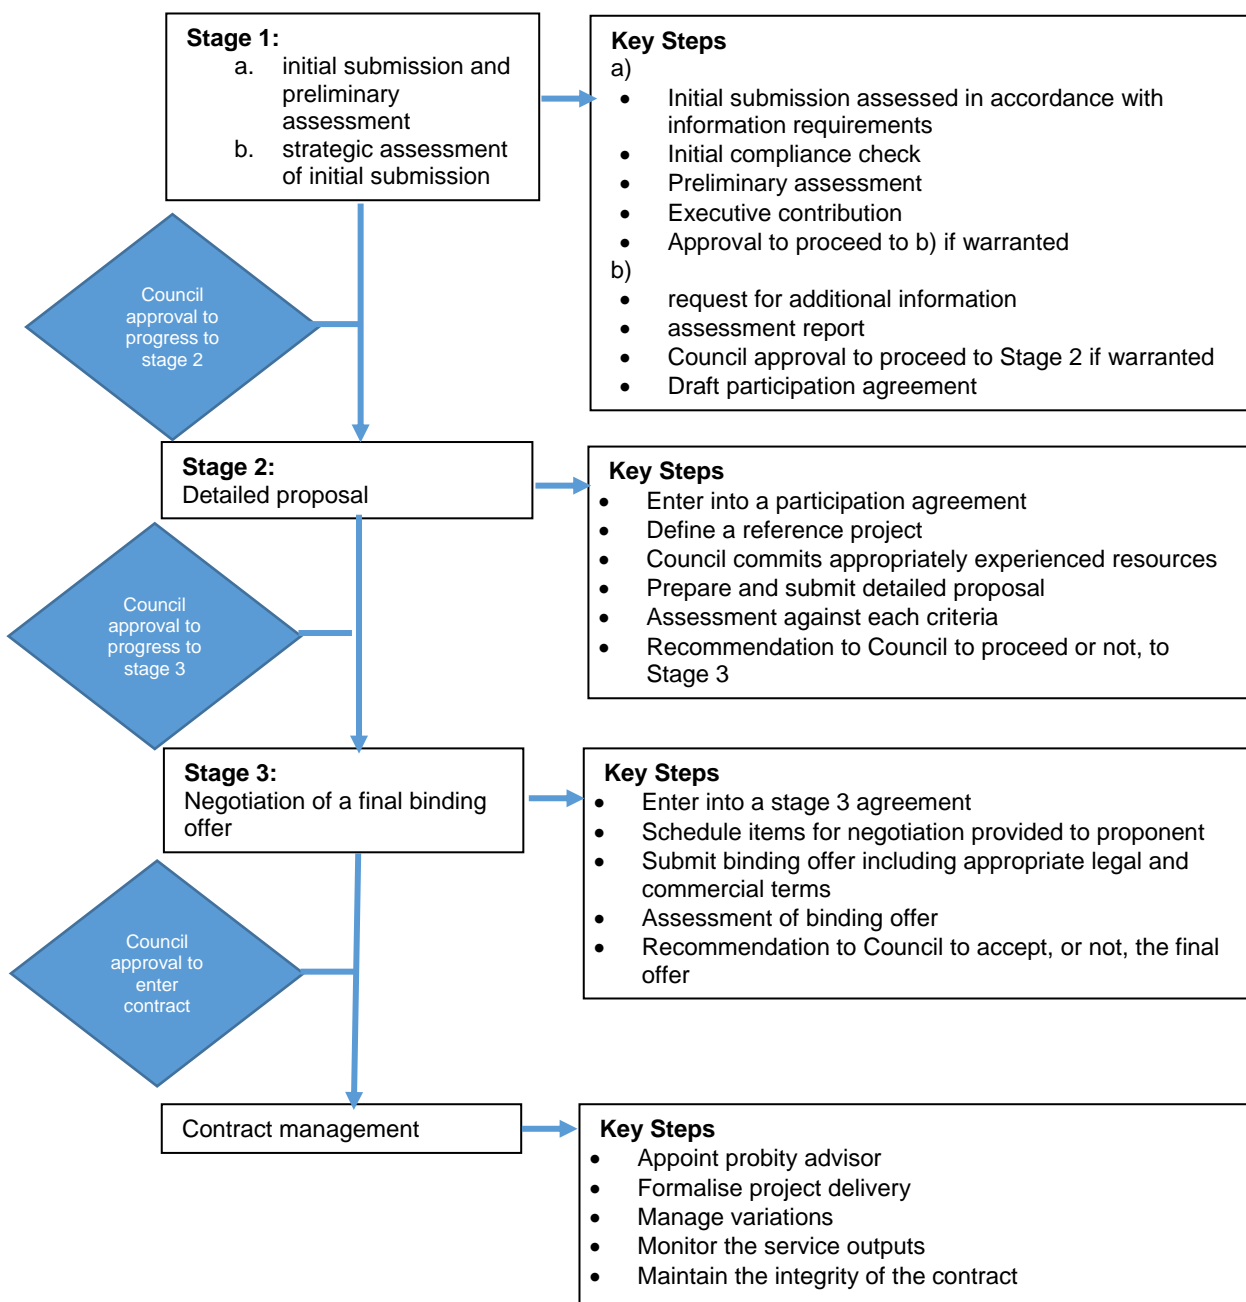 Stage 1:
a. initial submission and
preliminary
assessment
b. strategic assessment
of initial submission
Key Steps
a)
• Initial submission assessed in accordance with
information requirements
• Initial compliance check
• Preliminary assessment
• Executive contribution
• Approval to proceed to b) if warranted
b)
• request for additional information
• assessment report
• Council approval to proceed to Stage 2 if warranted
• Draft participation agreement
Council
approval to
progress to
stage 2
Stage 2:
Detailed proposal
Key Steps
• Enter into a participation agreement
• Define a reference project
• Council commits appropriately experienced resources
• Prepare and submit detailed proposal
• Assessment against each criteria
• Recommendation to Council to proceed or not, to
Stage 3
Council
approval to
progress to
stage 3
Stage 3:
Negotiation of a final binding
offer
Key Steps
• Enter into a stage 3 agreement
• Schedule items for negotiation provided to proponent
• Submit binding offer including appropriate legal and
commercial terms
• Assessment of binding offer
• Recommendation to Council to accept, or not, the final
offer
Council
approval to
enter
contract
Contract management
Key Steps
• Appoint probity advisor
• Formalise project delivery
• Manage variations
• Monitor the service outputs
• Maintain the integrity of the contract